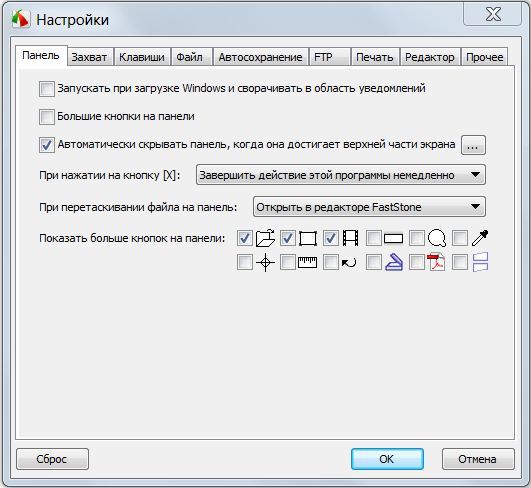 Настройки
Панель Захват Клавиши Файл Автосохранение FTP Печать Редактор Прочее
Запускать при загрузке Windows и сворачивать в область уведомлений
Большие кнопки на панели
Автоматически скрывать панель, когда она достигает верхней части экрана ...
При нажатии на кнопку [X]: Завершить действие этой программы немедленно
При перетаскивании файла на панель: Открыть в редакторе FastStone
Показать больше кнопок на панели:
Сброс OK Отмена